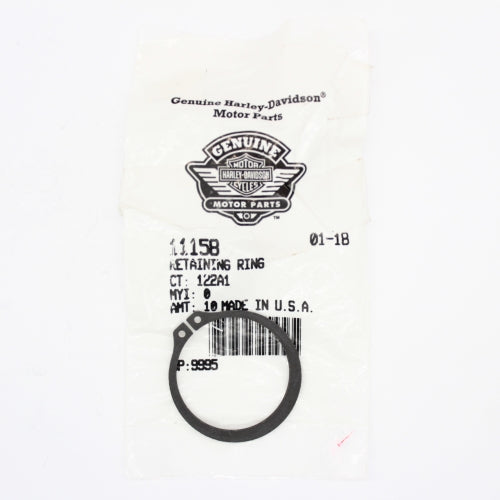 Genuine Harley-Davidson®
Motor Parts
GENUINE
MOTOR
HARLEY-DAVIDSON
CYCLES
MOTOR PARTS
™
11158 01-18
RETAINING RING
CT: 122A1
MYI: 0
AMT: 10 MADE IN U.S.A.
P:9995